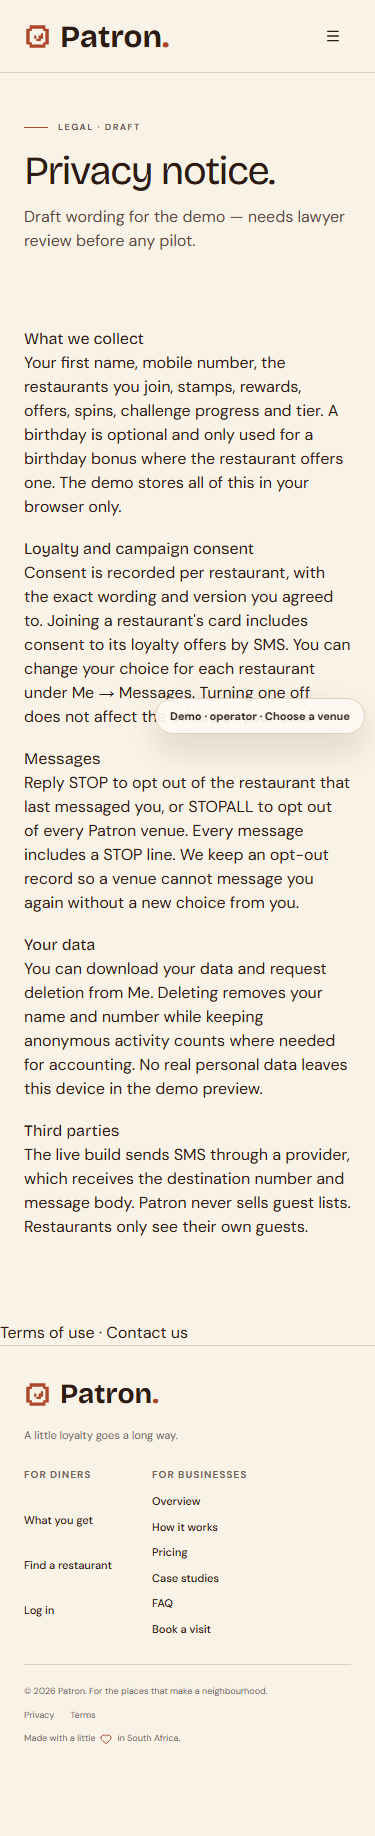 Patron.
LEGAL · DRAFT
Privacy notice.
Draft wording for the demo — needs lawyer
review before any pilot.
What we collect
Your first name, mobile number, the
restaurants you join, stamps, rewards,
offers, spins, challenge progress and tier. A
birthday is optional and only used for a
birthday bonus where the restaurant offers
one. The demo stores all of this in your
browser only.
Loyalty and campaign consent
Consent is recorded per restaurant, with
the exact wording and version you agreed
to. Joining a restaurant's card includes
consent to its loyalty offers by SMS. You can
change your choice for each restaurant
under Me → Messages. Turning one off
does not affect the
Demo · operator · Choose a venue
Messages
Reply STOP to opt out of the restaurant that
last messaged you, or STOPALL to opt out
of every Patron venue. Every message
includes a STOP line. We keep an opt-out
record so a venue cannot message you
again without a new choice from you.
Your data
You can download your data and request
deletion from Me. Deleting removes your
name and number while keeping
anonymous activity counts where needed
for accounting. No real personal data leaves
this device in the demo preview.
Third parties
The live build sends SMS through a provider,
which receives the destination number and
message body. Patron never sells guest lists.
Restaurants only see their own guests.
Terms of use · Contact us
Patron.
A little loyalty goes a long way.
FOR DINERS
What you get
Find a restaurant
Log in
FOR BUSINESSES
Overview
How it works
Pricing
Case studies
FAQ
Book a visit
© 2026 Patron. For the places that make a neighbourhood.
Privacy Terms
Made with a little in South Africa.